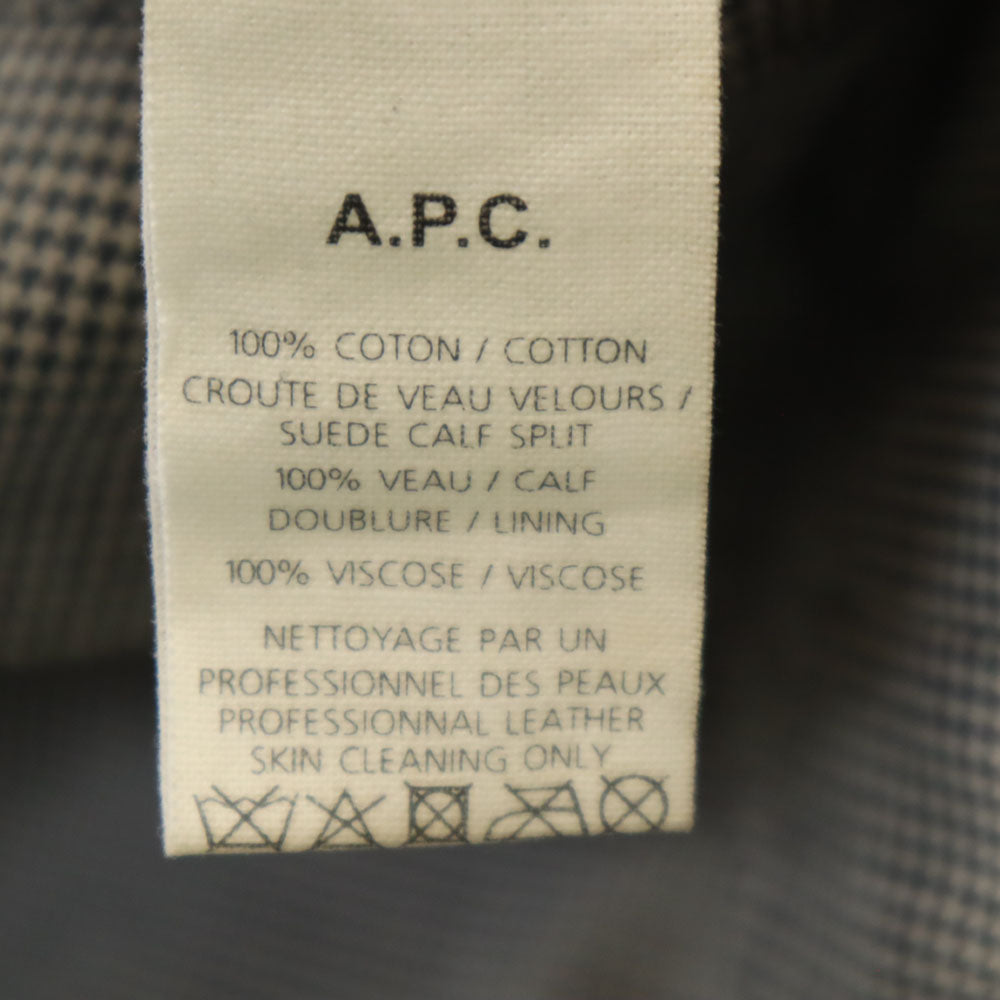 A.P.C.
100% COTON / COTTON
CROUTE DE VEAU VELOURS /
SUEDE CALF SPLIT
100% VEAU / CALF
DOUBLURE / LINING
100% VISCOSE / VISCOSE
NETTOYAGE PAR UN
PROFESSIONNEL DES PEAUX
PROFESSIONNAL LEATHER
SKIN CLEANING ONLY